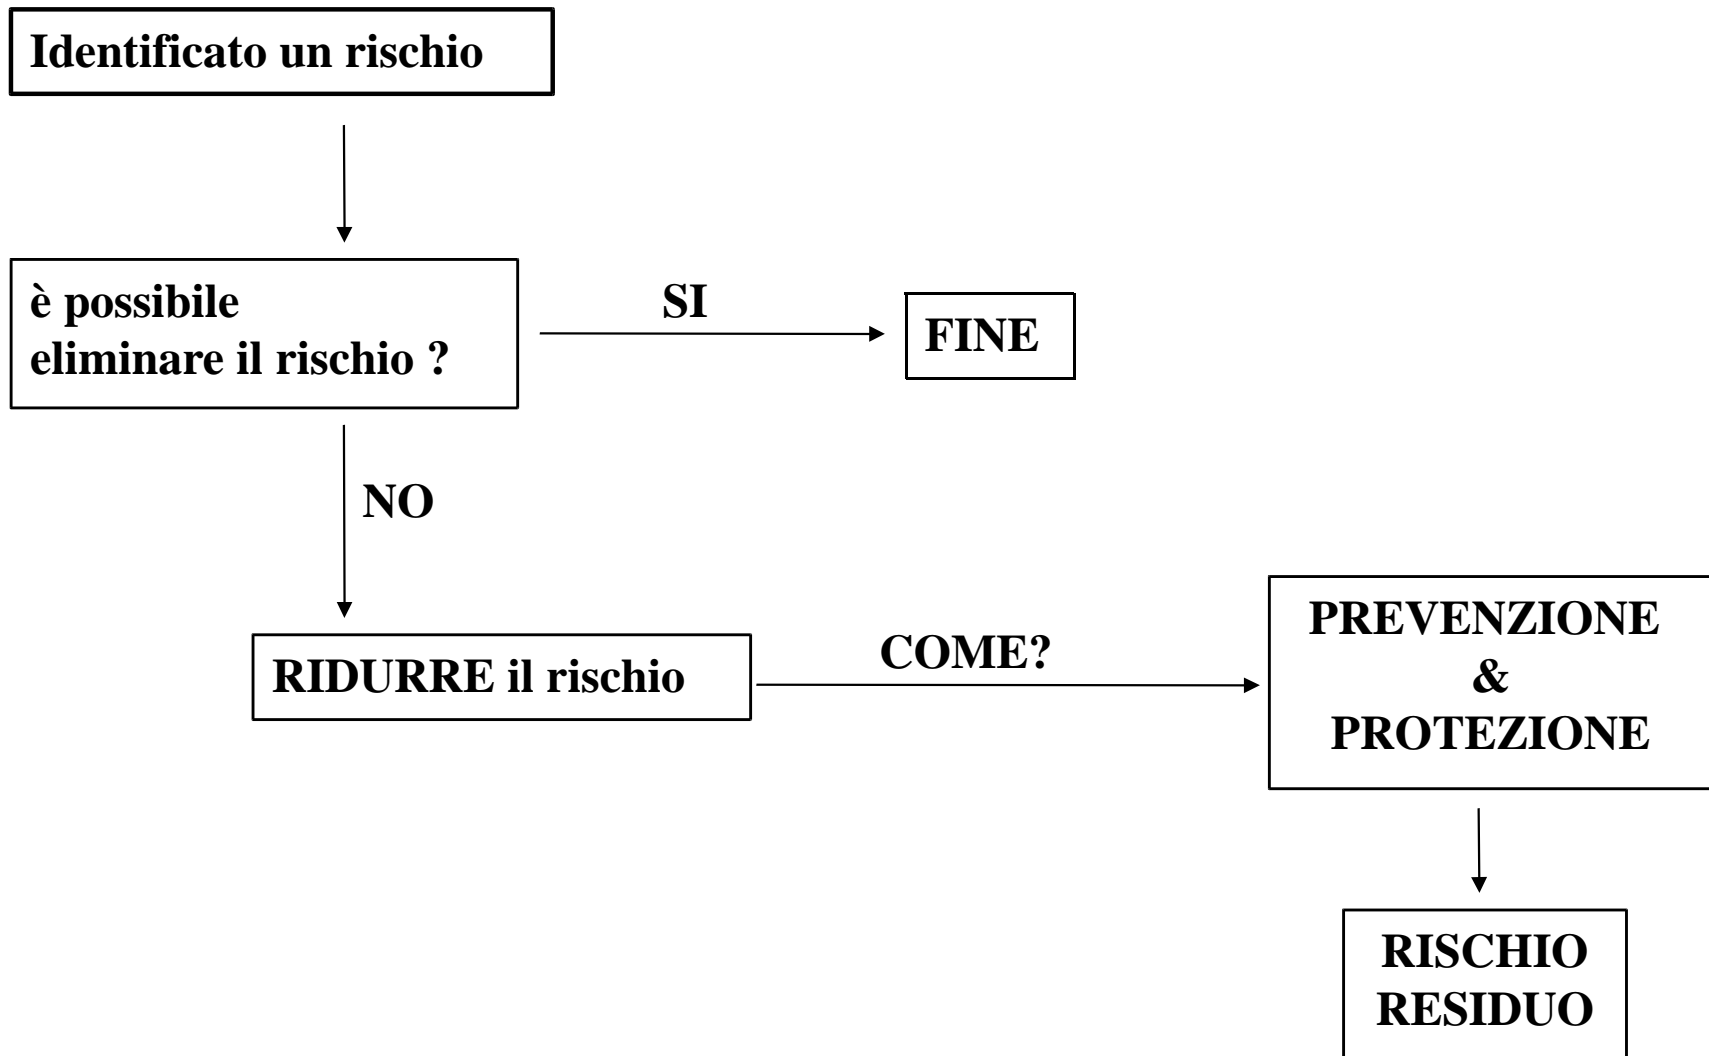 Identificato un rischio
è possibile
eliminare il rischio ?
SI
FINE
NO
RIDURRE il rischio
COME?
PREVENZIONE
&
PROTEZIONE
RISCHIO
RESIDUO